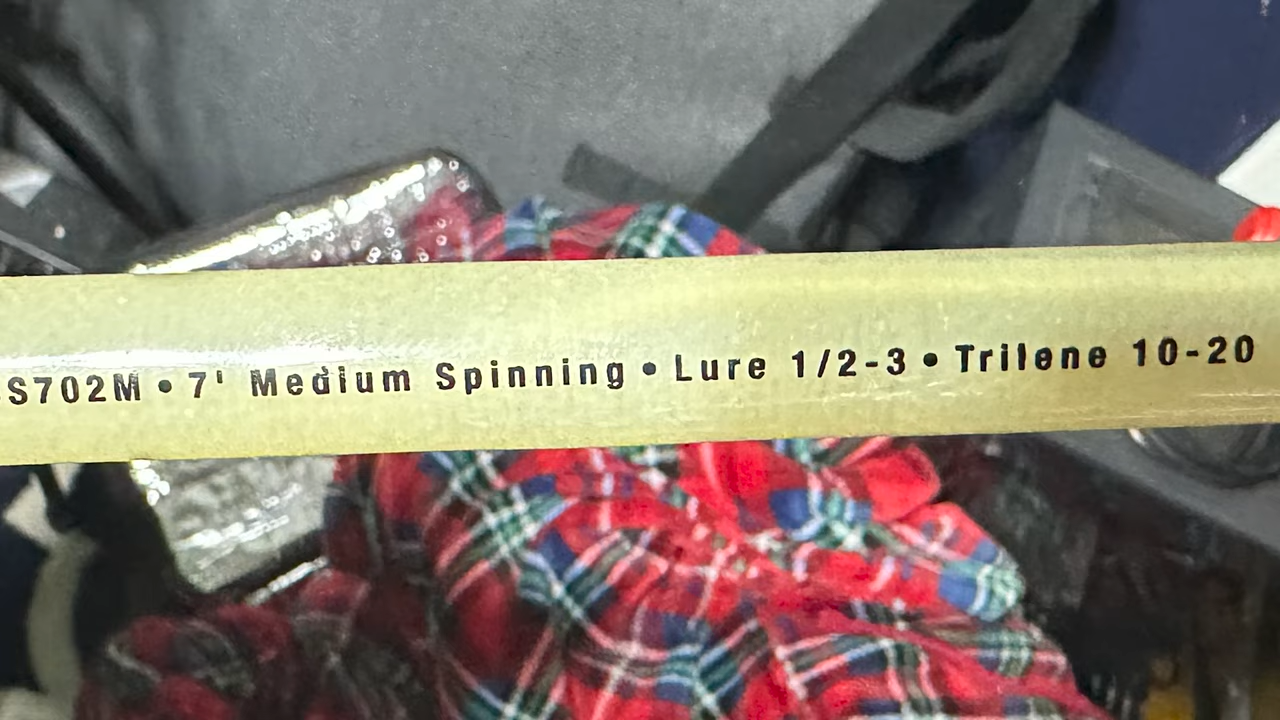 S702M • 7' Medium Spinning • Lure 1/2-3 • Trilene 10-20